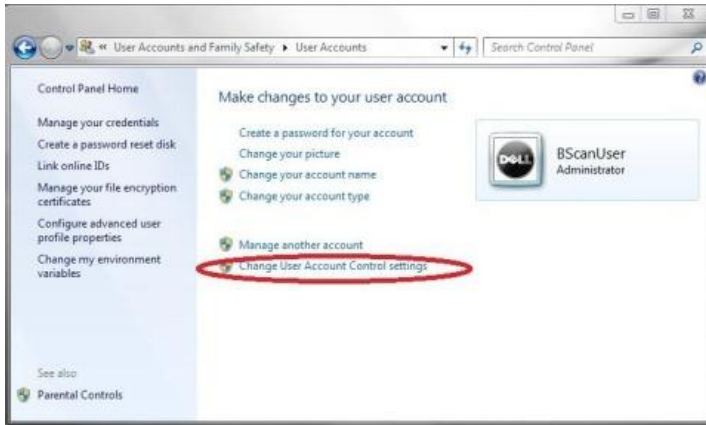 « User Accounts and Family Safety ▸ User Accounts
Search Control Panel
Control Panel Home
Manage your credentials
Create a password reset disk
Link online IDs
Manage your file encryption
certificates
Configure advanced user
profile properties
Change my environment
variables
See also
Parental Controls
Make changes to your user account
Create a password for your account
Change your picture
Change your account name
Change your account type
Manage another account
Change User Account Control settings
DELL
BScanUser
Administrator